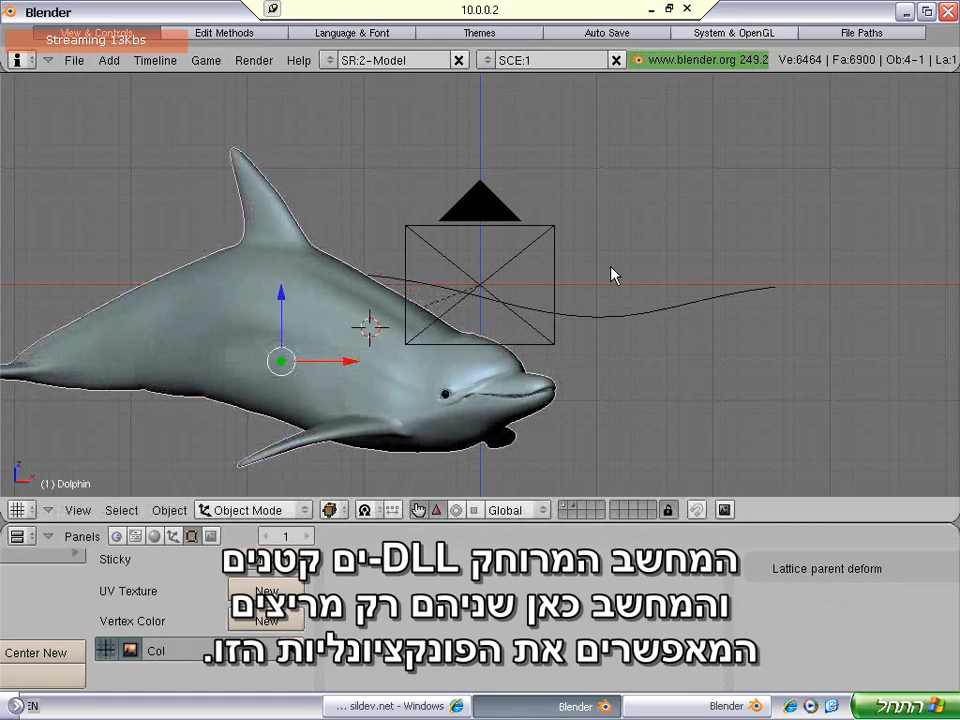 Blender
10.0.0.2
View & Controls
Edit Methods
Language & Font
Themes
Auto Save
System & OpenGL
File Paths
Streaming 13Kbs
File
Add
Timeline
Game
Render
Help
SR:2-Model
SCE:1
www.blender.org 249.2
Ve:6464 | Fa:6900 | Ob:4-1 | La:1
z
x
(1) Dolphin
View
Select
Object
Object Mode
Global
Panels
1
Sticky
UV Texture
New
Vertex Color
New
Center New
Col
Lattice parent deform
המחשב המרוחק DLL-ים קטנים
והמחשב כאן שניהם רק מריצים
המאפשרים את הפונקציונליות הזו.
EN
... sildev.net - Windows
Blender
Blender
התחל